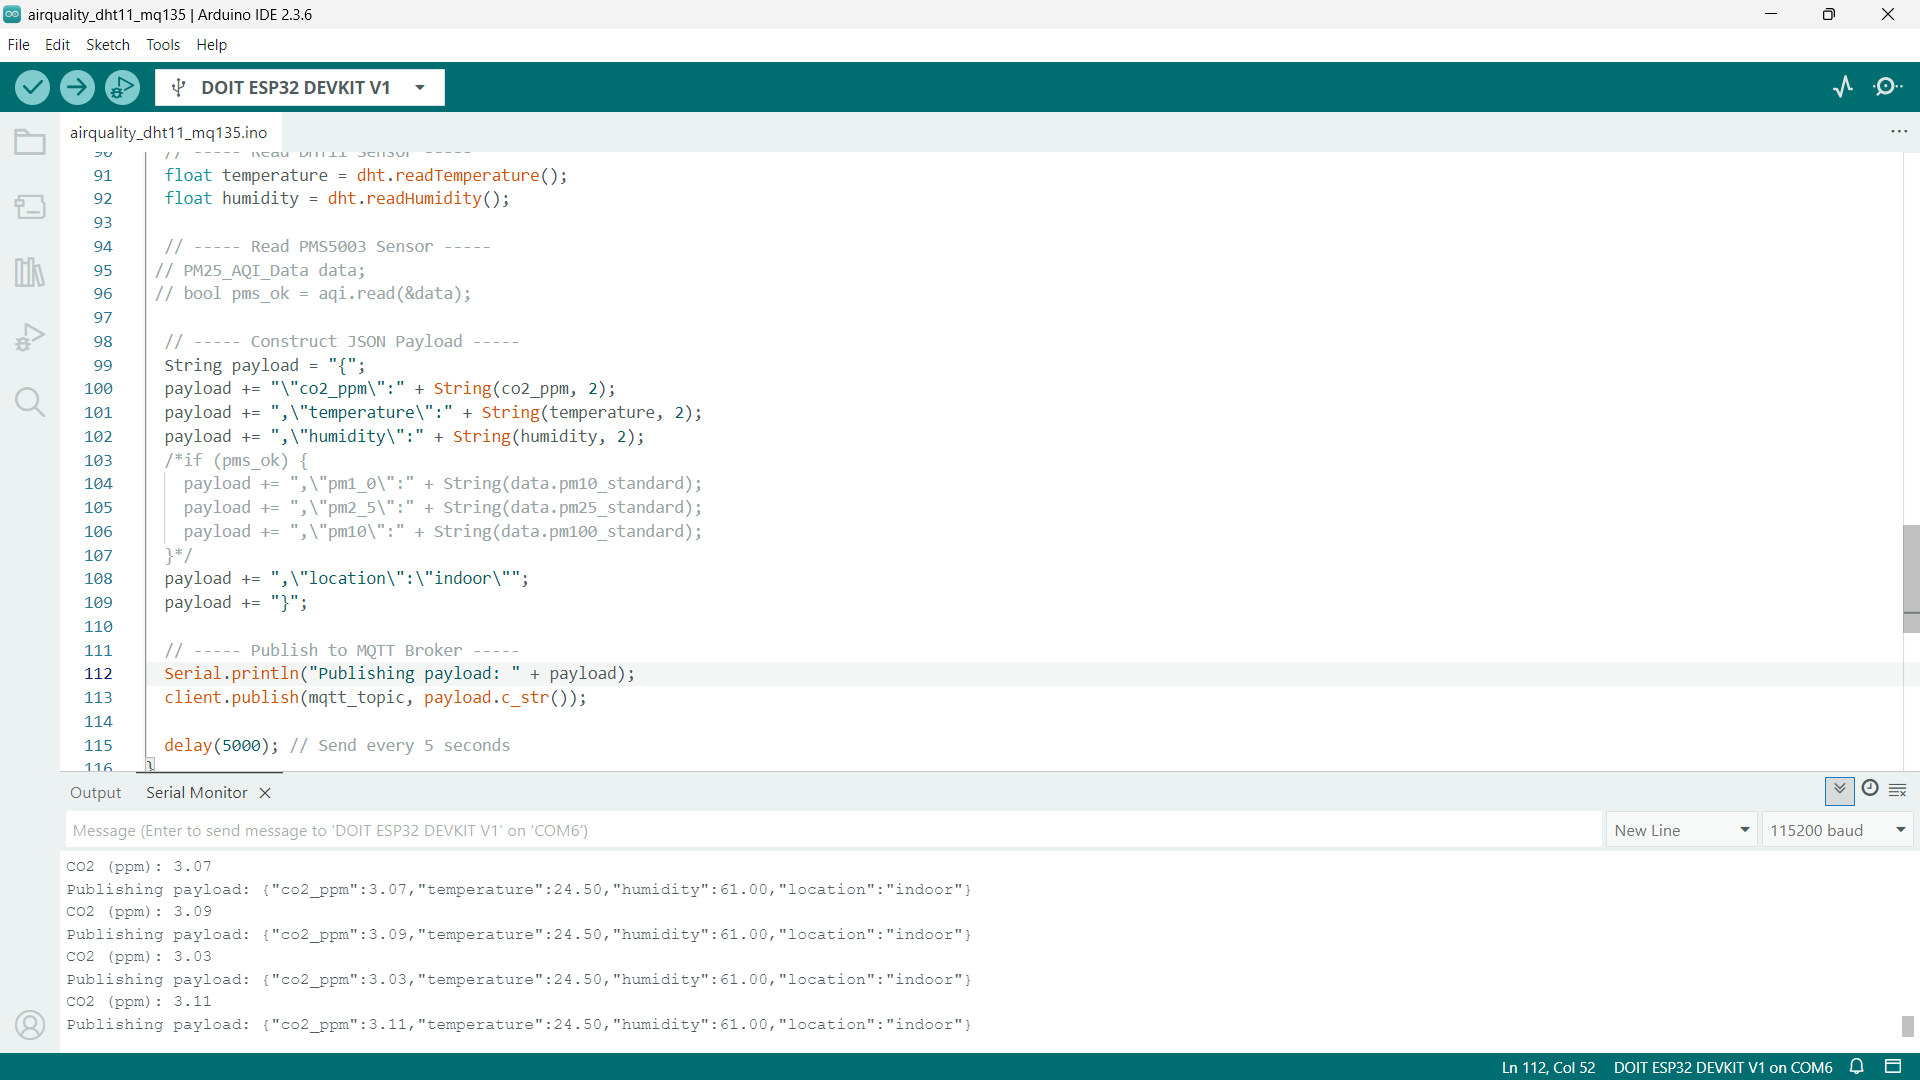 airquality_dht11_mq135 | Arduino IDE 2.3.6
File Edit Sketch Tools Help
DOIT ESP32 DEVKIT V1
airquality_dht11_mq135.ino
90 // ----- Read DHT11 Sensor -----
91 float temperature = dht.readTemperature();
92 float humidity = dht.readHumidity();
93
94 // ----- Read PMS5003 Sensor -----
95 // PM25_AQI_Data data;
96 // bool pms_ok = aqi.read(&data);
97
98 // ----- Construct JSON Payload -----
99 String payload = "{";
100 payload += "\"co2_ppm\":" + String(co2_ppm, 2);
101 payload += ",\"temperature\":" + String(temperature, 2);
102 payload += ",\"humidity\":" + String(humidity, 2);
103 /*if (pms_ok) {
104 payload += ",\"pm1_0\":" + String(data.pm10_standard);
105 payload += ",\"pm2_5\":" + String(data.pm25_standard);
106 payload += ",\"pm10\":" + String(data.pm100_standard);
107 }*/
108 payload += ",\"location\":\"indoor\"";
109 payload += "}";
110
111 // ----- Publish to MQTT Broker -----
112 Serial.println("Publishing payload: " + payload);
113 client.publish(mqtt_topic, payload.c_str());
114
115 delay(5000); // Send every 5 seconds
116 }
Output Serial Monitor
Message (Enter to send message to 'DOIT ESP32 DEVKIT V1' on 'COM6') New Line 115200 baud
CO2 (ppm): 3.07
Publishing payload: {"co2_ppm":3.07,"temperature":24.50,"humidity":61.00,"location":"indoor"}
CO2 (ppm): 3.09
Publishing payload: {"co2_ppm":3.09,"temperature":24.50,"humidity":61.00,"location":"indoor"}
CO2 (ppm): 3.03
Publishing payload: {"co2_ppm":3.03,"temperature":24.50,"humidity":61.00,"location":"indoor"}
CO2 (ppm): 3.11
Publishing payload: {"co2_ppm":3.11,"temperature":24.50,"humidity":61.00,"location":"indoor"}
Ln 112, Col 52 DOIT ESP32 DEVKIT V1 on COM6